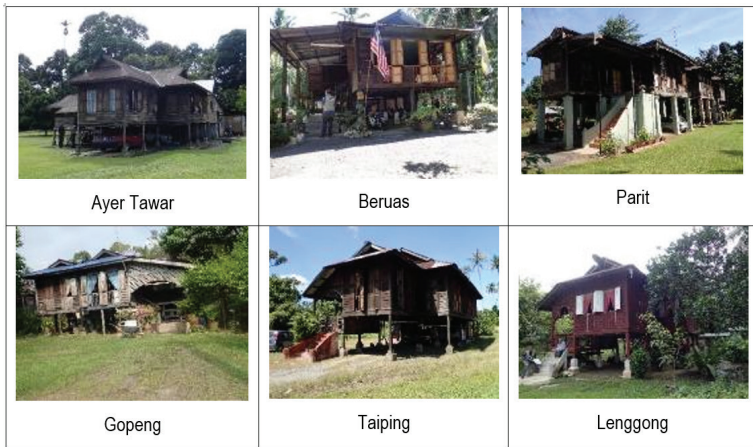 Ayer Tawar
Beruas
Parit
Gopeng
Taiping
Lenggong